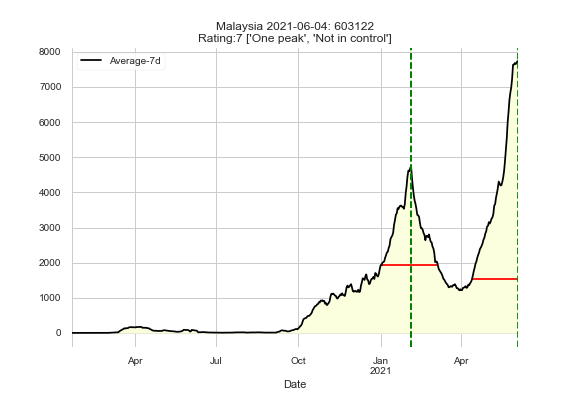 Malaysia 2021-06-04: 603122
Rating:7 ['One peak', 'Not in control']
Average-7d
8000
7000
6000
5000
4000
3000
2000
1000
0
Apr Jul Oct Jan Apr
2021
Date